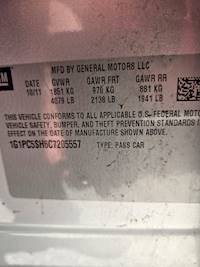 GM
MFD BY GENERAL MOTORS LLC
DATE GVWR GAWR FRT GAWR RR
10/11 1851 KG 970 KG 881 KG
4079 LB 2138 LB 1941 LB
THIS VEHICLE CONFORMS TO ALL APPLICABLE U.S. FEDERAL MOTOR
VEHICLE SAFETY, BUMPER, AND THEFT PREVENTION STANDARDS IN
EFFECT ON THE DATE OF MANUFACTURE SHOWN ABOVE.
1G1PC5SH6C7205557
TYPE: PASS CAR